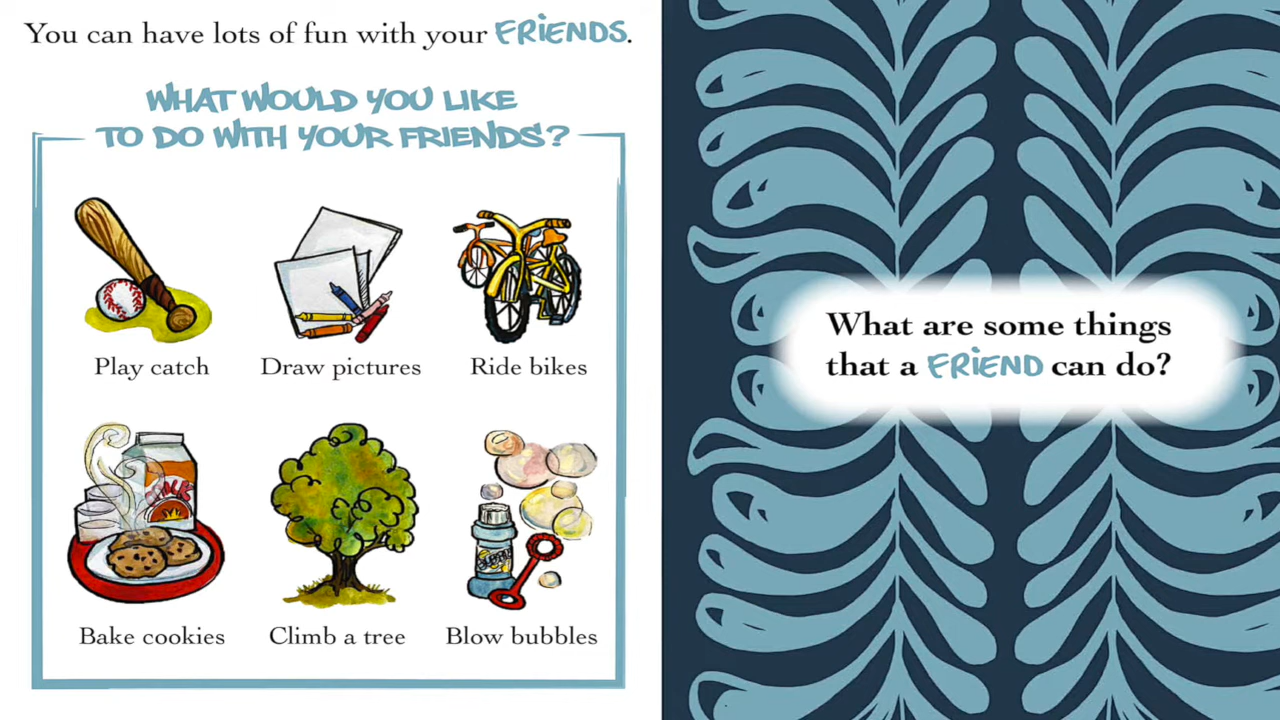 You can have lots of fun with your FRiENDS.
WHAT WOULD YOU LIKE
TO DO WITH YOUR FRIENDS?
Play catch
Draw pictures
Ride bikes
Bake cookies
Climb a tree
Blow bubbles
What are some things
that a FRiEND can do?